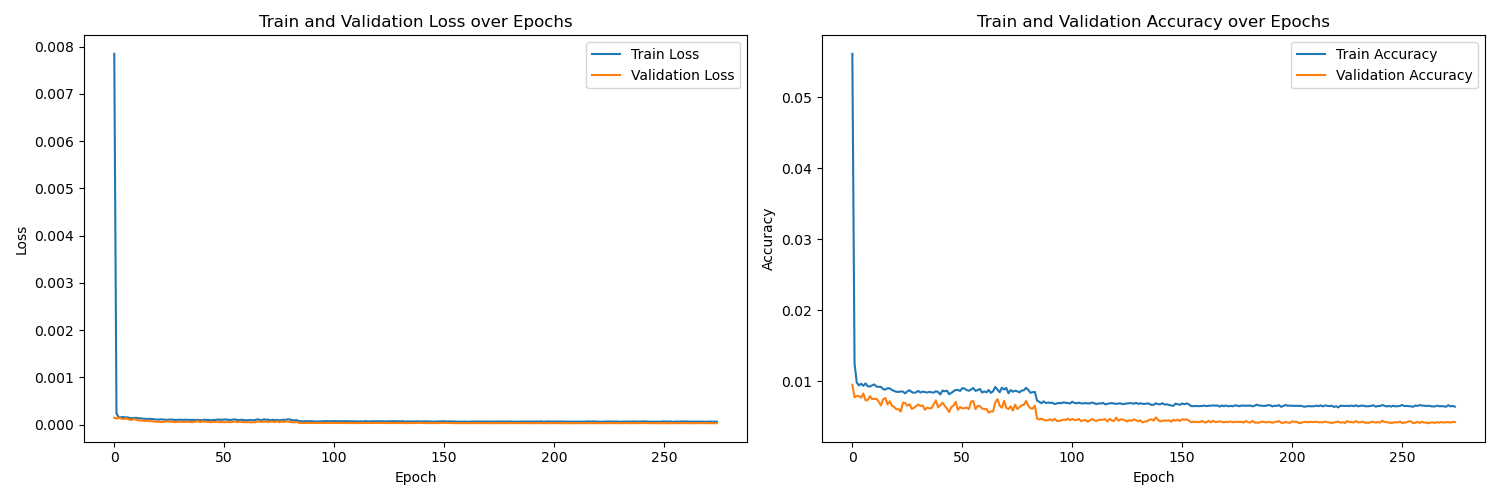 Train and Validation Loss over Epochs
0.008
0.007
0.006
0.005
0.004
0.003
0.002
0.001
0.000
Loss
Train Loss
Validation Loss
0
50
100
150
200
250
Epoch
Train and Validation Accuracy over Epochs
0.05
0.04
0.03
0.02
0.01
Accuracy
Train Accuracy
Validation Accuracy
0
50
100
150
200
250
Epoch